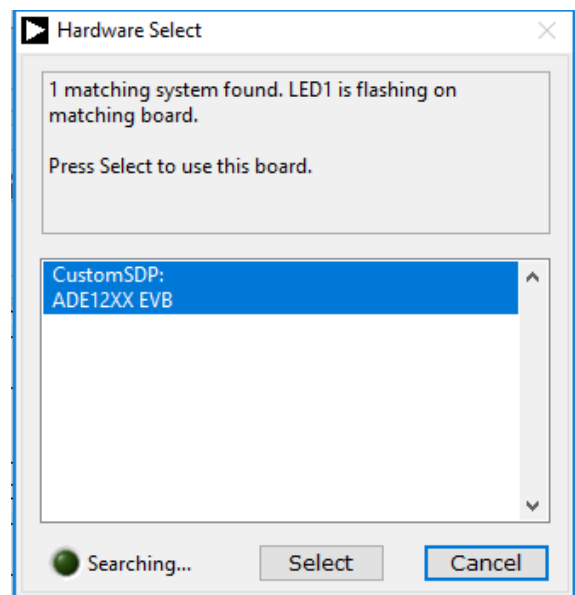 Hardware Select
1 matching system found. LED1 is flashing on
matching board.
Press Select to use this board.
CustomSDP:
ADE12XX EVB
Searching...
Select
Cancel